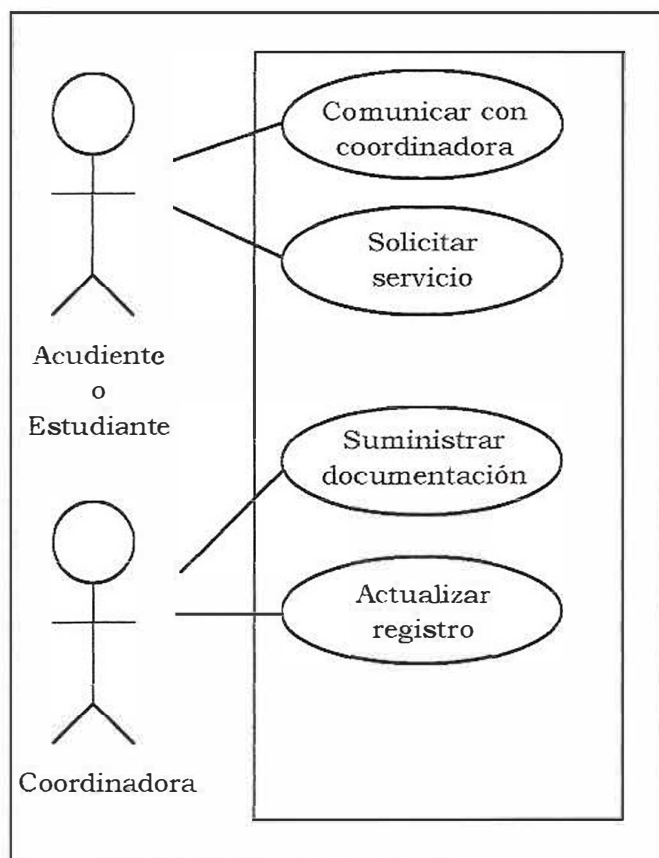 Comunicar con
coordinadora
Solicitar
servicio
Acudiente
o
Estudiante
Suministrar
documentación
Actualizar
registro
Coordinadora